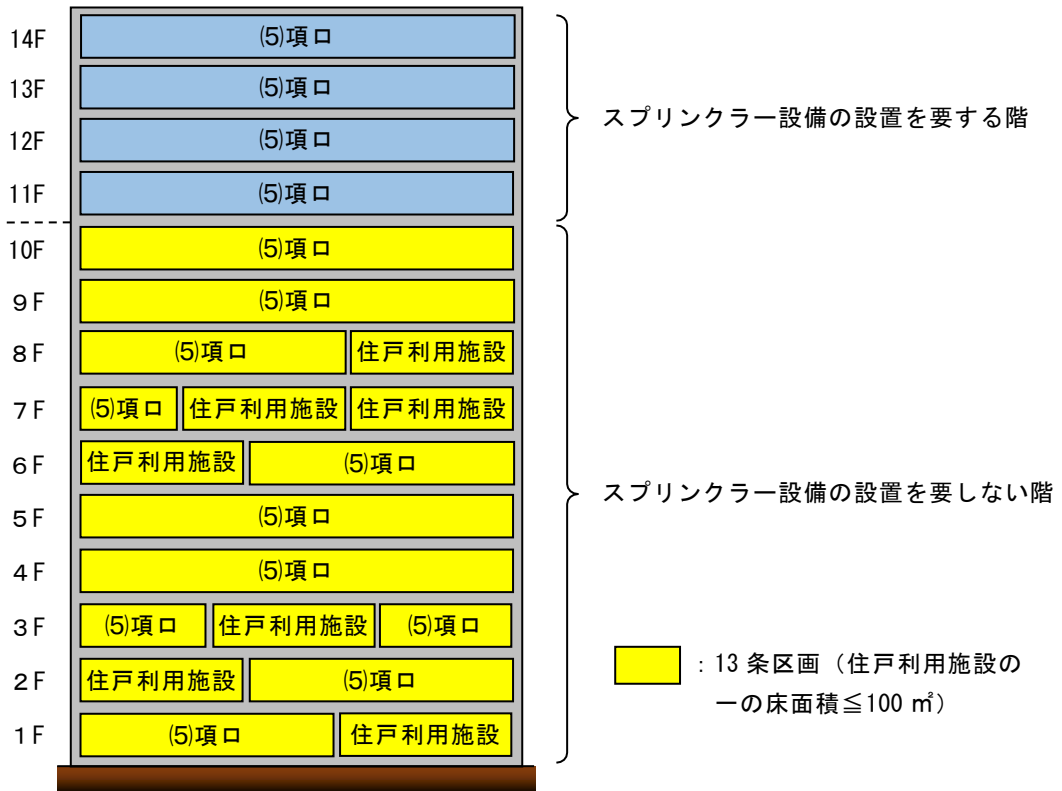 14F
⑸項ロ
13F
⑸項ロ
スプリンクラー設備の設置を要する階
12F
⑸項ロ
11F
⑸項ロ
10F
⑸項ロ
９F
⑸項ロ
８F
⑸項ロ 住戸利用施設
７F
⑸項ロ 住戸利用施設 住戸利用施設
６F
住戸利用施設 ⑸項ロ
スプリンクラー設備の設置を要しない階
５F
⑸項ロ
４F
⑸項ロ
３F
⑸項ロ 住戸利用施設 ⑸項ロ
２F
住戸利用施設 ⑸項ロ
１F
⑸項ロ 住戸利用施設
：13 条区画（住戸利用施設の
一の床面積≦100 ㎡）